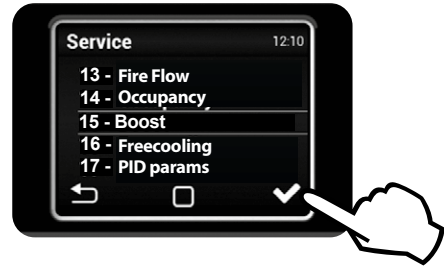 Service 12:10
13 - Fire Flow
14 - Occupancy
15 - Boost
16 - Freecooling
17 - PID params